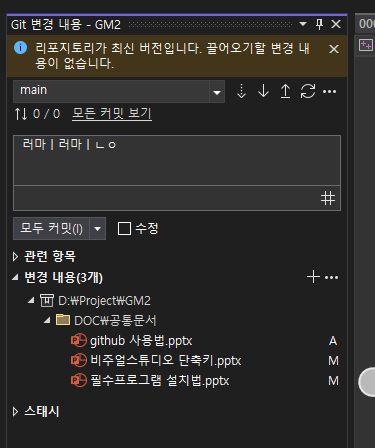 Git 변경 내용 - GM2
리포지토리가 최신 버전입니다. 끌어오기할 변경 내
용이 없습니다.
main
0 / 0 모든 커밋 보기
러마ㅣ러마ㅣㄴㅇ
모두 커밋(I) 수정
관련 항목
변경 내용(3개)
D:₩Project₩GM2
DOC₩공통문서
github 사용법.pptx A
비주얼스튜디오 단축키.pptx M
필수프로그램 설치법.pptx M
스태시
000